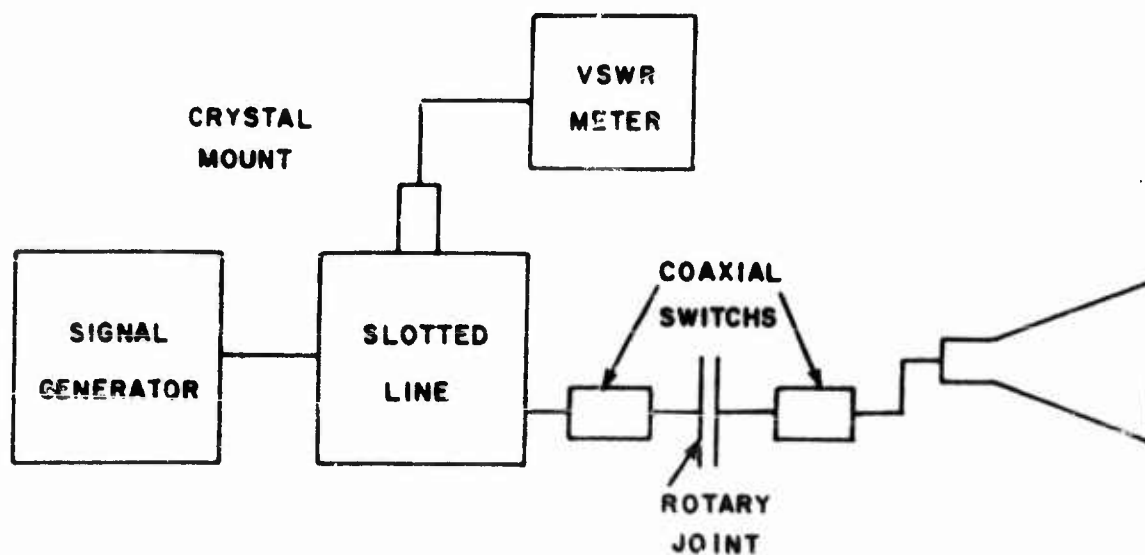 VSWR
METER
CRYSTAL
MOUNT
SIGNAL
GENERATOR
SLOTTED
LINE
COAXIAL
SWITCHS
ROTARY
JOINT